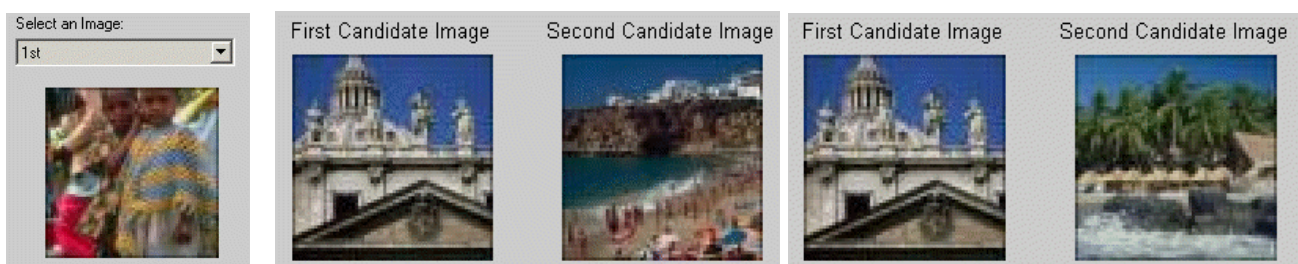 Select an Image:
1st
First Candidate Image
Second Candidate Image
First Candidate Image
Second Candidate Image